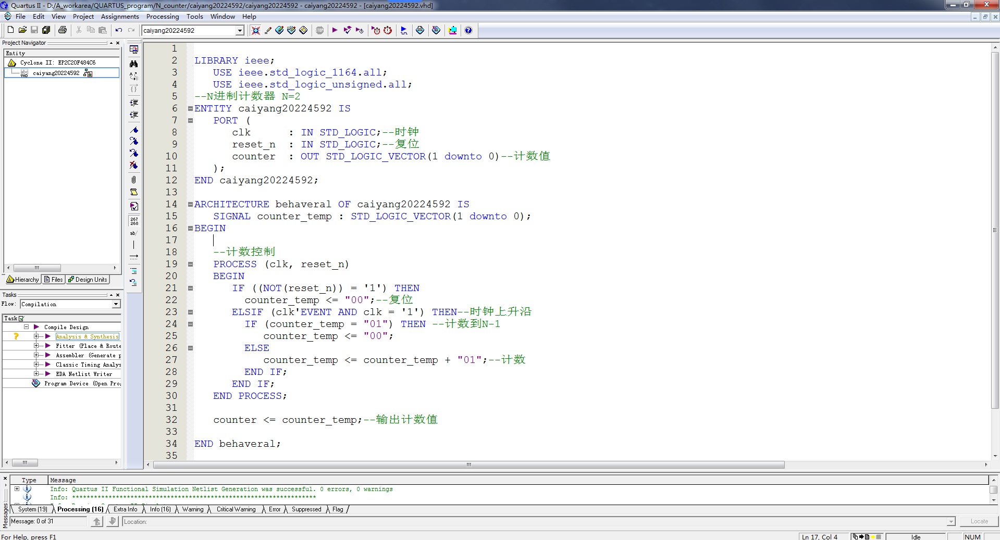 Quartus II - D:/A_workarea/QUARTUS_program/N_counter/caiyang20224592/caiyang20224592 - caiyang20224592 - [caiyang20224592.vhd]
File Edit View Project Assignments Processing Tools Window Help
caiyang20224592
Project Navigator
Entity
Cyclone II: EP2C20F484C6
caiyang20224592
Hierarchy Files Design Units
Tasks
Flow: Compilation
Task
Compile Design
Analysis & Synthesis
Fitter (Place & Route
Assembler (Generate p
Classic Timing Analys
EDA Netlist Writer
Program Device (Open Pro
267
268
ab/
1
2 LIBRARY ieee;
3 USE ieee.std_logic_1164.all;
4 USE ieee.std_logic_unsigned.all;
5 --N进制计数器 N=2
6 ENTITY caiyang20224592 IS
7 PORT (
8 clk : IN STD_LOGIC;--时钟
9 reset_n : IN STD_LOGIC;--复位
10 counter : OUT STD_LOGIC_VECTOR(1 downto 0)--计数值
11 );
12 END caiyang20224592;
13
14 ARCHITECTURE behaveral OF caiyang20224592 IS
15 SIGNAL counter_temp : STD_LOGIC_VECTOR(1 downto 0);
16 BEGIN
17
18 --计数控制
19 PROCESS (clk, reset_n)
20 BEGIN
21 IF ((NOT(reset_n)) = '1') THEN
22 counter_temp <= "00";--复位
23 ELSIF (clk'EVENT AND clk = '1') THEN--时钟上升沿
24 IF (counter_temp = "01") THEN --计数到N-1
25 counter_temp <= "00";
26 ELSE
27 counter_temp <= counter_temp + "01";--计数
28 END IF;
29 END IF;
30 END PROCESS;
31
32 counter <= counter_temp;--输出计数值
33
34 END behaveral;
35
Type Message
Info: Quartus II Functional Simulation Netlist Generation was successful. 0 errors, 0 warnings
System (19) Processing (16) Extra Info Info (16) Warning Critical Warning Error Suppressed Flag
Messages
Message: 0 of 31 Location: Locate
For Help, press F1 Ln 17, Col 4 Idle NUM